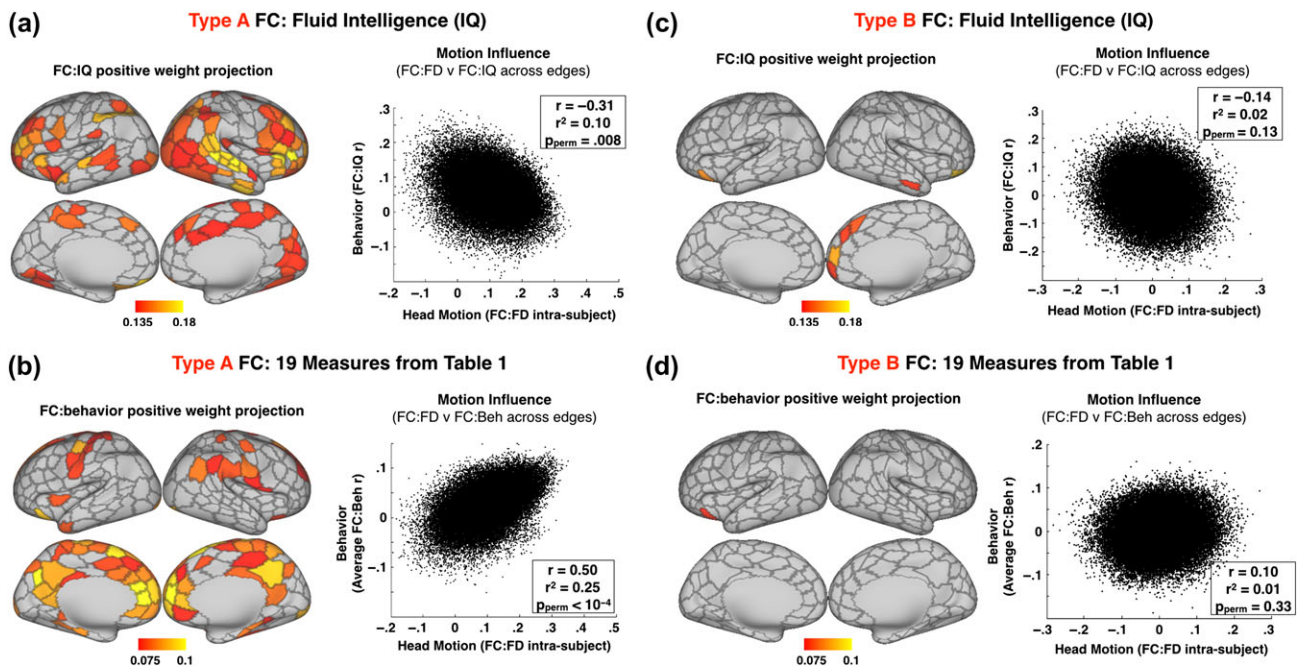 (a)
Type A FC: Fluid Intelligence (IQ)
FC:IQ positive weight projection
0.135 0.18
Motion Influence
(FC:FD v FC:IQ across edges)
r = −0.31
r² = 0.10
pperm = .008
Behavior (FC:IQ r)
.3
.2
.1
0
−.1
−.2 −.1 0 .1 .2 .3 .4 .5
Head Motion (FC:FD intra-subject)
(c)
Type B FC: Fluid Intelligence (IQ)
FC:IQ positive weight projection
0.135 0.18
Motion Influence
(FC:FD v FC:IQ across edges)
r = −0.14
r² = 0.02
pperm = 0.13
Behavior (FC:IQ r)
.3
.2
.1
0
−.1
−.2
−.3 −.2 −.1 0 .1 .2 .3
Head Motion (FC:FD intra-subject)
(b)
Type A FC: 19 Measures from Table 1
FC:behavior positive weight projection
0.075 0.1
Motion Influence
(FC:FD v FC:Beh across edges)
Behavior
(Average FC:Beh r)
.2
.1
0
−.1
r = 0.50
r² = 0.25
pperm < 10⁻⁴
−.2 −.1 0 .1 .2 .3 .4 .5
Head Motion (FC:FD intra-subject)
(d)
Type B FC: 19 Measures from Table 1
FC:behavior positive weight projection
0.075 0.1
Motion Influence
(FC:FD v FC:Beh across edges)
Behavior
(Average FC:Beh r)
.2
.1
0
−.1
−.2
r = 0.10
r² = 0.01
pperm = 0.33
−.3 −.2 −.1 0 .1 .2 .3
Head Motion (FC:FD intra-subject)